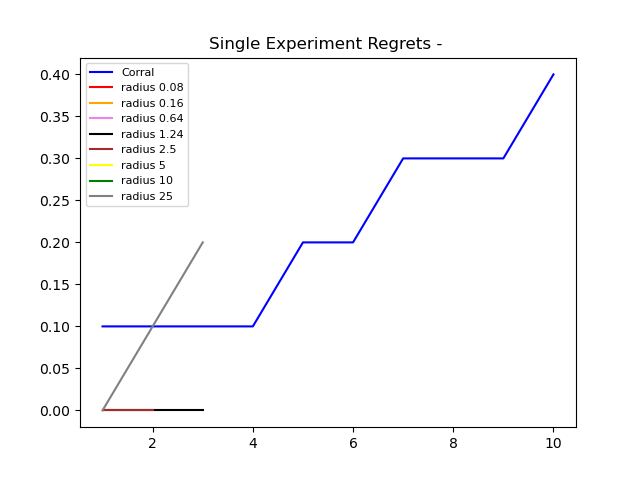 Single Experiment Regrets -
Corral
radius 0.08
radius 0.16
radius 0.64
radius 1.24
radius 2.5
radius 5
radius 10
radius 25
0.40
0.35
0.30
0.25
0.20
0.15
0.10
0.05
0.00
2 4 6 8 10